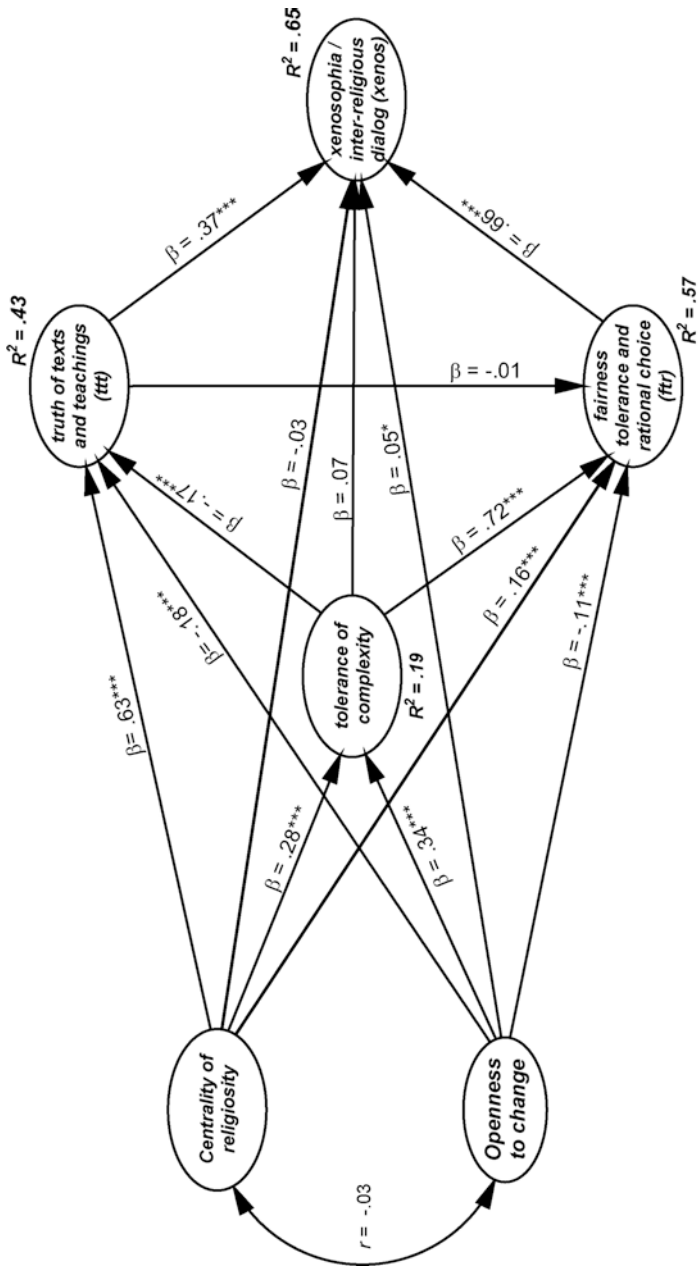 R² = .65
xenosophia /
inter-religious
dialog (xenos)
R² = .43
truth of texts
and teachings
(ttt)
β = .37***
β = .66***
β = -.01
fairness
tolerance and
rational choice
(ftr)
R² = .57
β = -.03
β = .07
β = .05*
β = -.17***
β = .72***
β = .16***
β = -.11***
β= -.18***
β= .63***
tolerance of
complexity
R² = .19
β = .28***
β = .34***
Centrality of
religiosity
Openness
to change
r = -.03